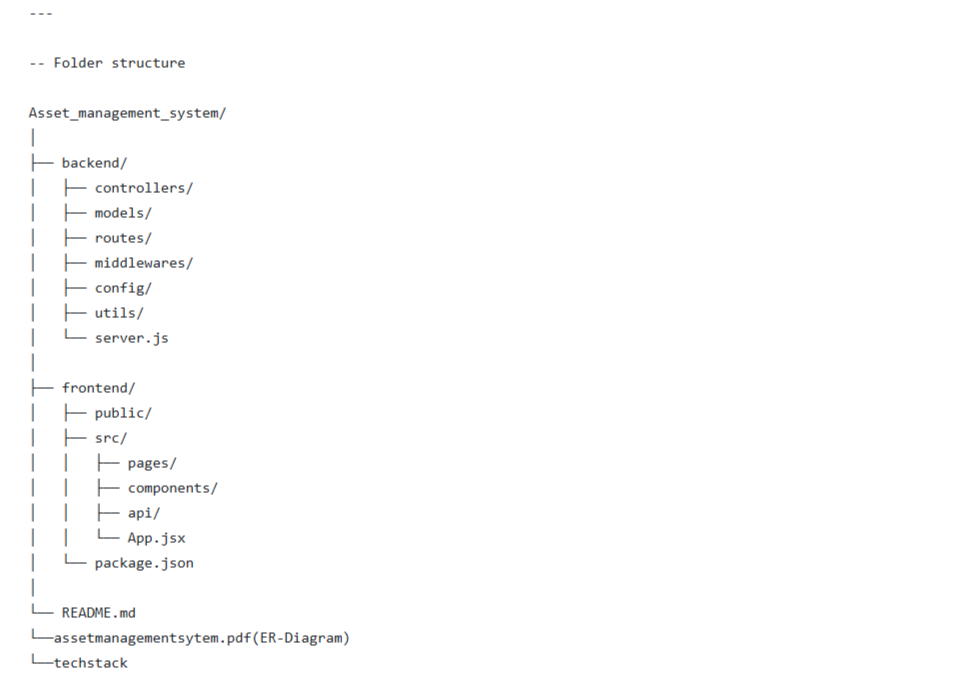 ---
-- Folder structure
Asset_management_system/
│
├── backend/
│   ├── controllers/
│   ├── models/
│   ├── routes/
│   ├── middlewares/
│   ├── config/
│   ├── utils/
│   └── server.js
│
├── frontend/
│   ├── public/
│   ├── src/
│   │   ├── pages/
│   │   ├── components/
│   │   ├── api/
│   │   └── App.jsx
│   └── package.json
│
└── README.md
└──assetmanagementsytem.pdf(ER-Diagram)
└──techstack